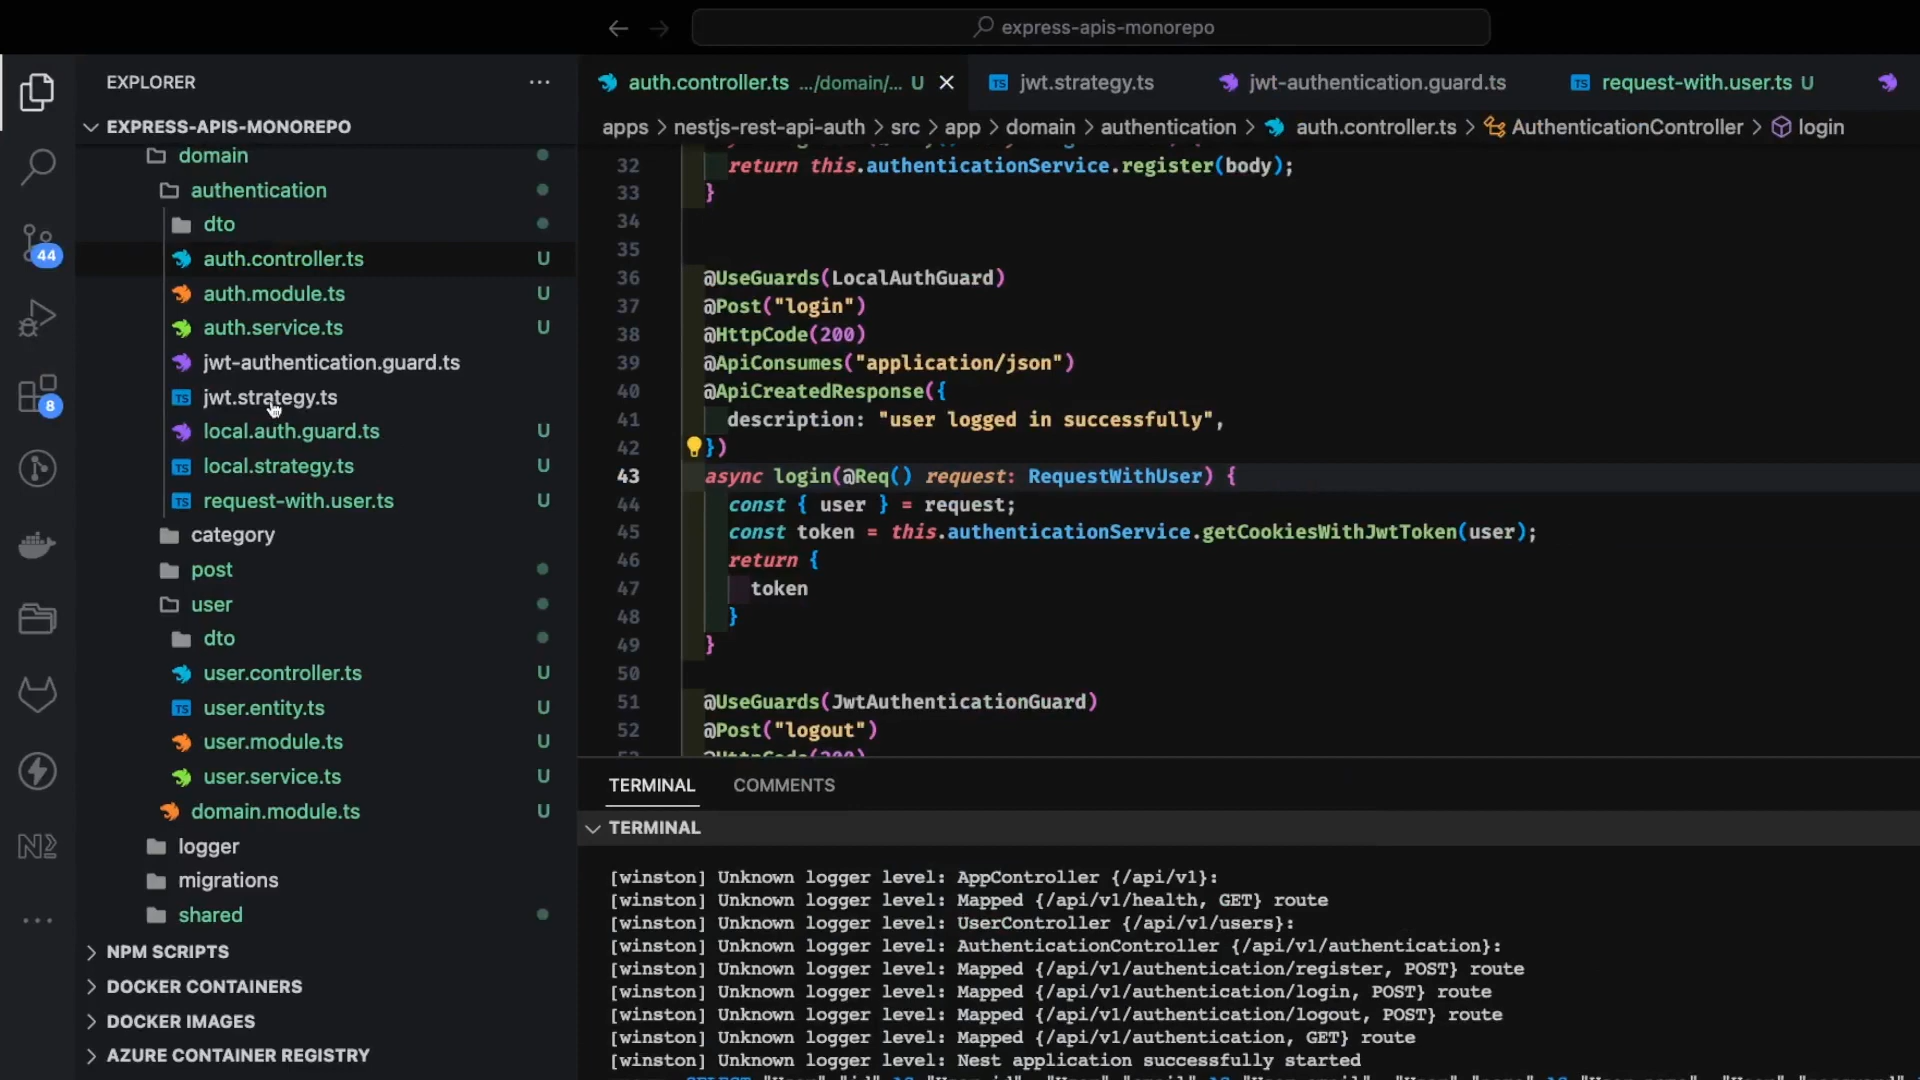 express-apis-monorepo
EXPLORER
EXPRESS-APIS-MONOREPO
domain
authentication
dto
auth.controller.ts U
auth.module.ts U
auth.service.ts U
jwt-authentication.guard.ts
jwt.strategy.ts
local.auth.guard.ts U
local.strategy.ts U
request-with.user.ts U
category
post
user
dto
user.controller.ts U
user.entity.ts U
user.module.ts U
user.service.ts U
domain.module.ts U
logger
migrations
shared
NPM SCRIPTS
DOCKER CONTAINERS
DOCKER IMAGES
AZURE CONTAINER REGISTRY
44
8
auth.controller.ts .../domain/... U
jwt.strategy.ts
jwt-authentication.guard.ts
request-with.user.ts U
apps > nestjs-rest-api-auth > src > app > domain > authentication > auth.controller.ts > AuthenticationController > login
32 return this.authenticationService.register(body);
33 }
34
35
36 @UseGuards(LocalAuthGuard)
37 @Post("login")
38 @HttpCode(200)
39 @ApiConsumes("application/json")
40 @ApiCreatedResponse({
41 description: "user logged in successfully",
42 })
43 async login(@Req() request: RequestWithUser) {
44 const { user } = request;
45 const token = this.authenticationService.getCookiesWithJwtToken(user);
46 return {
47 token
48 }
49 }
50
51 @UseGuards(JwtAuthenticationGuard)
52 @Post("logout")
TERMINAL
COMMENTS
TERMINAL
[winston] Unknown logger level: AppController {/api/v1}:
[winston] Unknown logger level: Mapped {/api/v1/health, GET} route
[winston] Unknown logger level: UserController {/api/v1/users}:
[winston] Unknown logger level: AuthenticationController {/api/v1/authentication}:
[winston] Unknown logger level: Mapped {/api/v1/authentication/register, POST} route
[winston] Unknown logger level: Mapped {/api/v1/authentication/login, POST} route
[winston] Unknown logger level: Mapped {/api/v1/authentication/logout, POST} route
[winston] Unknown logger level: Mapped {/api/v1/authentication, GET} route
[winston] Unknown logger level: Nest application successfully started